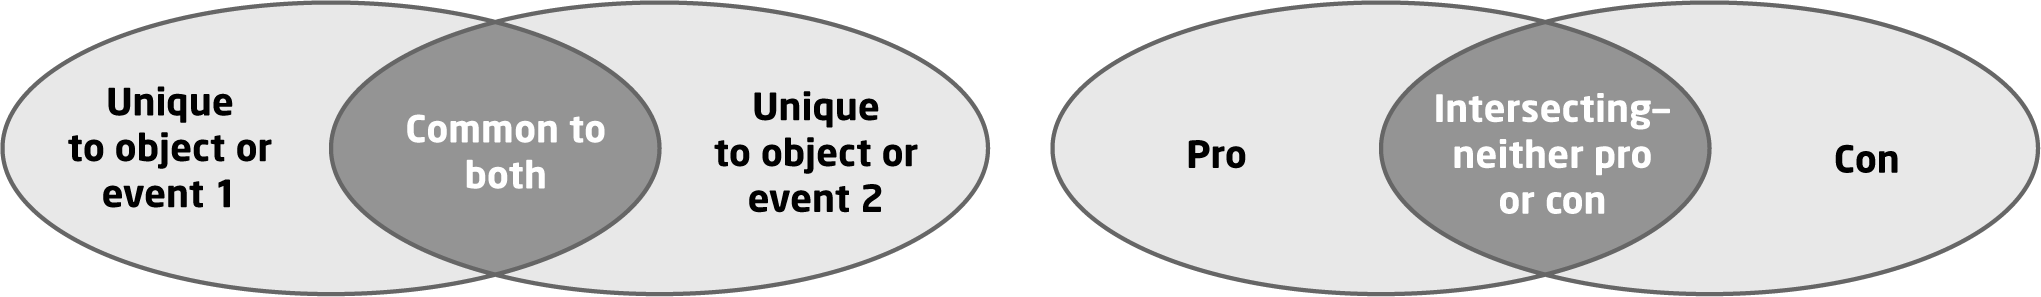 Unique
to object or
event 1
Common to
both
Unique
to object or
event 2
Pro
Intersecting—
neither pro
or con
Con